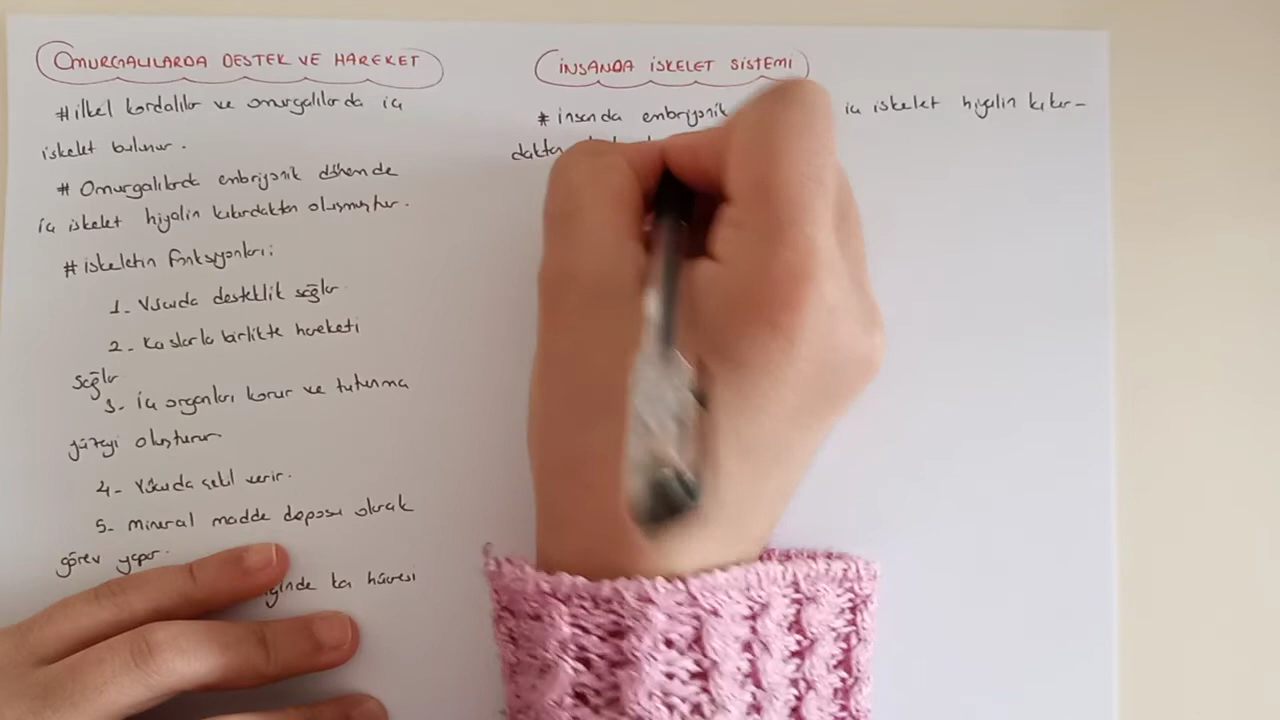 OMURGALILARDA DESTEK VE HAREKET
#ilkel kordalılar ve omurgalılarda iç
iskelet bulunur.
# Omurgalılarda embriyonik dönemde
iç iskelet hiyalin kıkırdaktan oluşmuştur.
#iskeletin fonksiyonları;
1- Vücuda desteklik sağlar
2- Kaslarla birlikte hareketi
sağlar
3- iç organları korur ve tutunma
yüzeyi oluşturur
4- Vücuda şekil verir.
5- Mineral madde deposu olarak
görev yapar.
kan hücresi
İNSANDA İSKELET SİSTEMİ
* insanda embriyonik iç iskelet hiyalin kıkır-
daktan